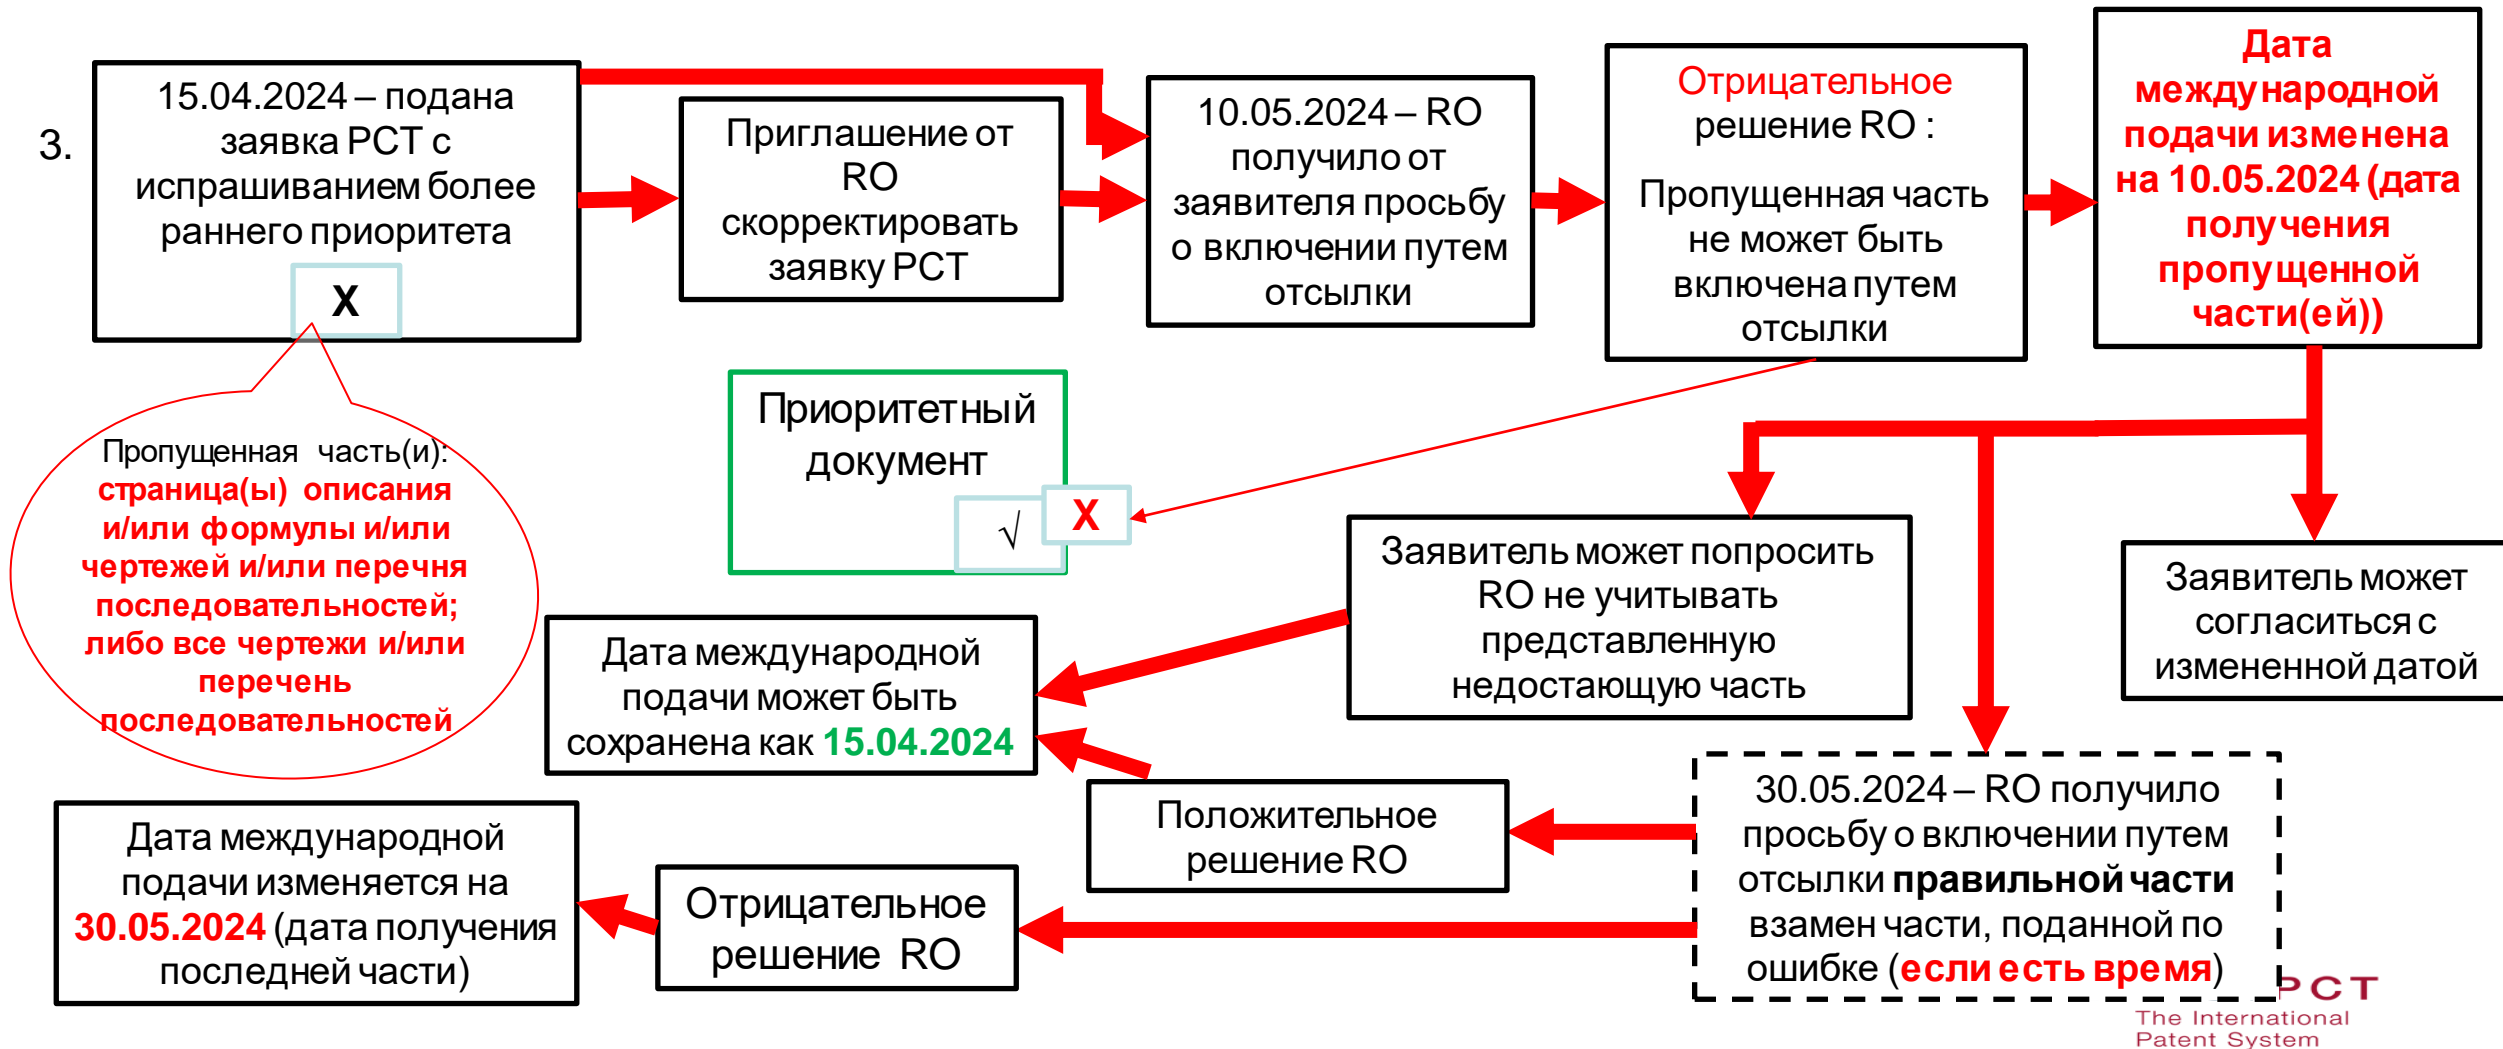 3.
15.04.2024 – подана
заявка РСТ с
испрашиванием более
раннего приоритета
X
Приглашение от
RO
скорректировать
заявку РСТ
10.05.2024 – RO
получило от
заявителя просьбу
о включении путем
отсылки
Отрицательное
решение RO :
Пропущенная часть
не может быть
включена путем
отсылки
Дата
международной
подачи изменена
на 10.05.2024 (дата
получения
пропущенной
части(ей))
Пропущенная часть(и):
страница(ы) описания
и/или формулы и/или
чертежей и/или перечня
последовательностей;
либо все чертежи и/или
перечень
последовательностей
Приоритетный
документ
√
X
Заявитель может попросить
RO не учитывать
представленную
недостающую часть
Заявитель может
согласиться с
измененной датой
Дата международной
подачи может быть
сохранена как 15.04.2024
30.05.2024 – RO получило
просьбу о включении путем
отсылки правильной части
взамен части, поданной по
ошибке (если есть время)
Положительное
решение RO
Отрицательное
решение RO
Дата международной
подачи изменяется на
30.05.2024 (дата получения
последней части)
PCT
The International
Patent System